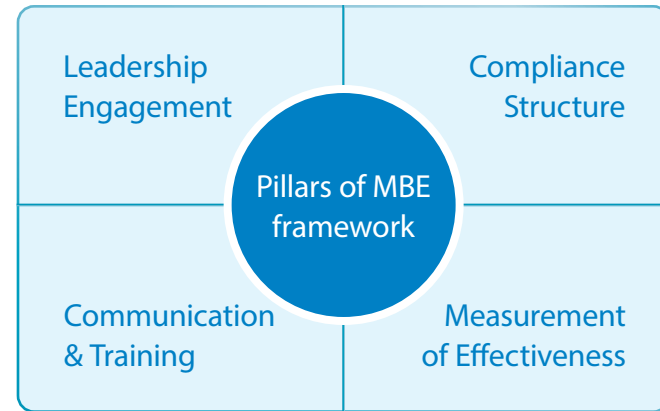 Leadership
Engagement
Compliance
Structure
Pillars of MBE
framework
Communication
& Training
Measurement
of Effectiveness